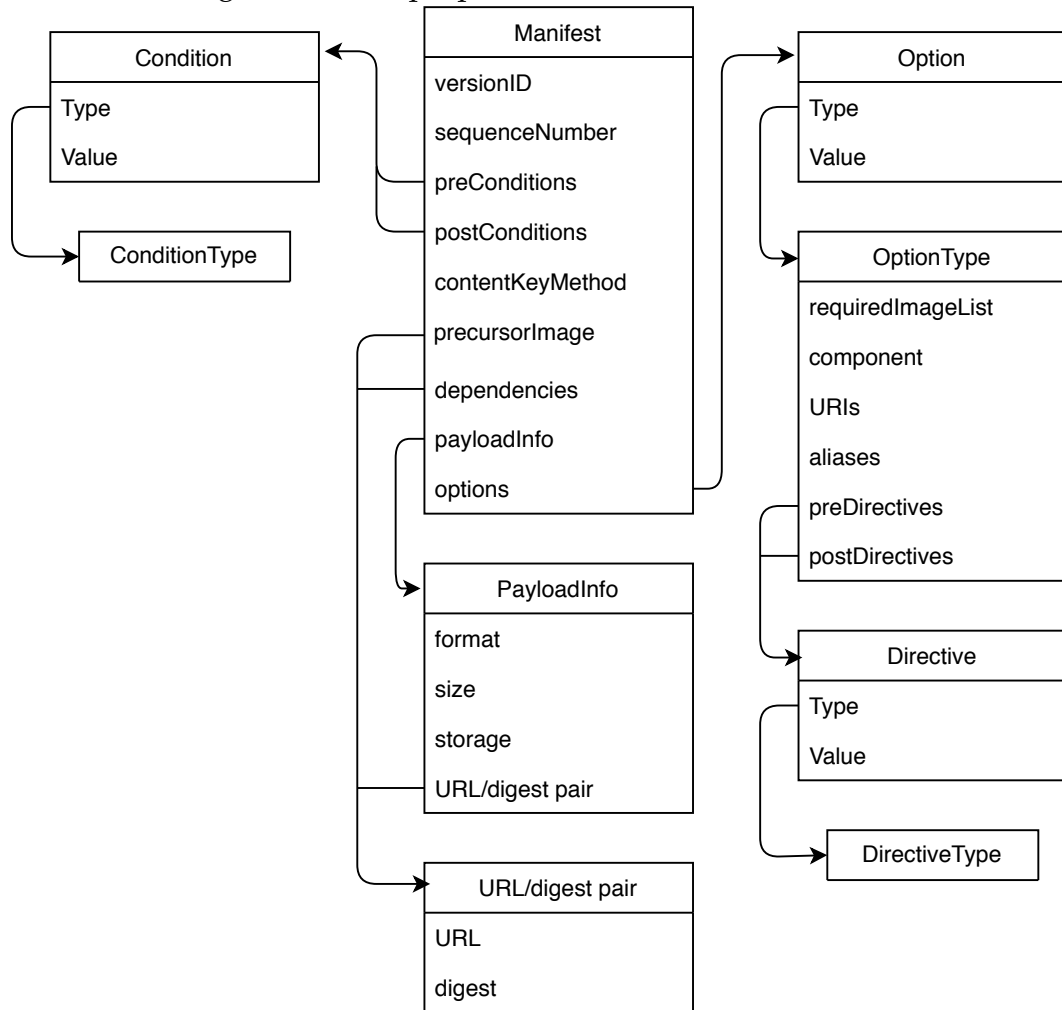 Manifest
versionID
sequenceNumber
preConditions
postConditions
contentKeyMethod
precursorImage
dependencies
payloadInfo
options
Condition
Type
Value
ConditionType
PayloadInfo
format
size
storage
URL/digest pair
URL/digest pair
URL
digest
Option
Type
Value
OptionType
requiredImageList
component
URIs
aliases
preDirectives
postDirectives
Directive
Type
Value
DirectiveType